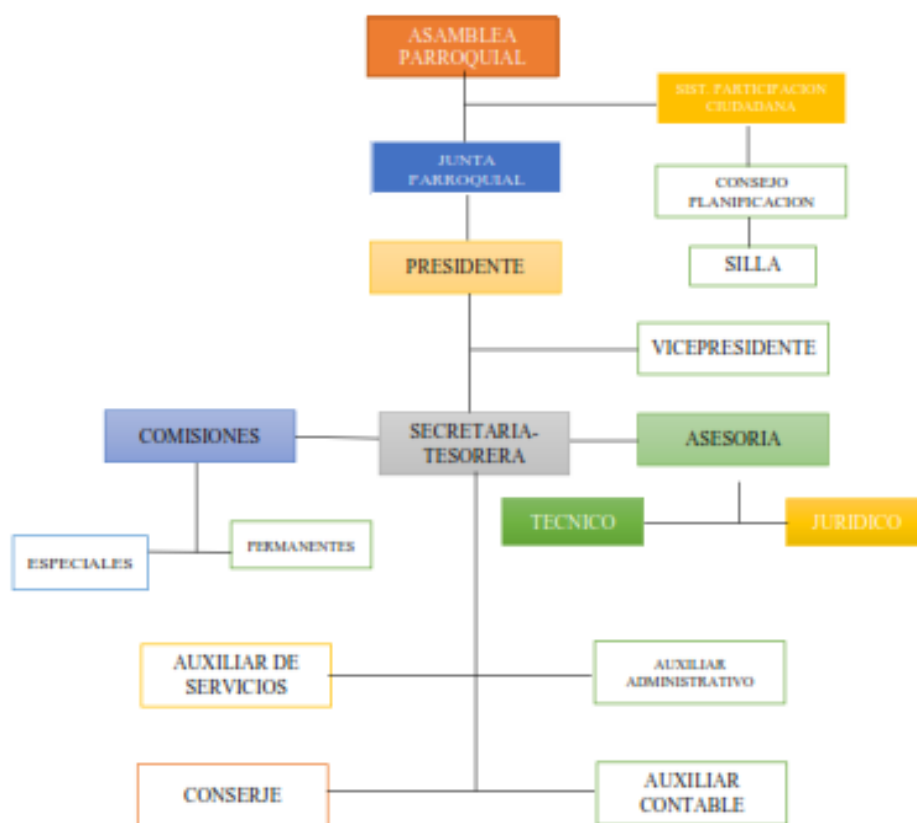 ASAMBLEA
PARROQUIAL
SIST. PARTICIPACION
CIUDADANA
JUNTA
PARROQUIAL
CONSEJO
PLANIFICACION
PRESIDENTE
SILLA
VICEPRESIDENTE
COMISIONES
SECRETARIA-
TESORERA
ASESORIA
TECNICO
JURIDICO
ESPECIALES
PERMANENTES
AUXILIAR DE
SERVICIOS
AUXILIAR
ADMINISTRATIVO
CONSERJE
AUXILIAR
CONTABLE